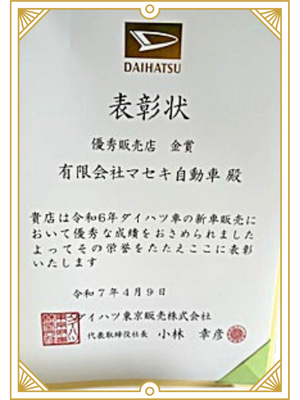 DAIHATSU
表彰状
優秀販売店 金賞
有限会社マセキ自動車 殿
貴店は令和6年ダイハツ車の新車販売に
おいて優秀な成績をおさめられました
よってその栄誉をたたえここに表彰
いたします
令和7年4月9日
ダイハツ東京販売株式会社
代表取締役社長 小林 幸彦